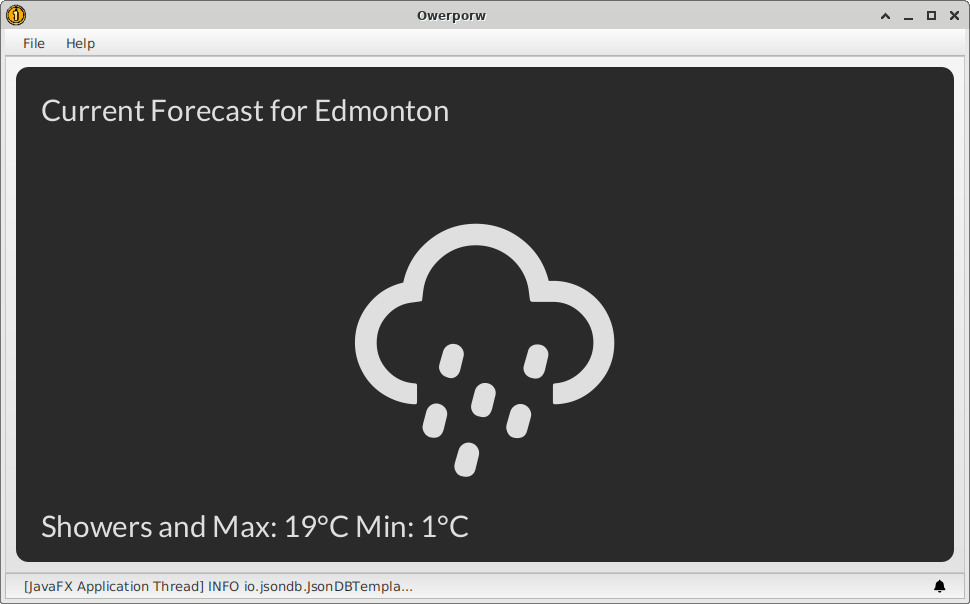 Owerporw
File Help
Current Forecast for Edmonton
Showers and Max: 19°C Min: 1°C
[JavaFX Application Thread] INFO io.jsondb.JsonDBTempla...